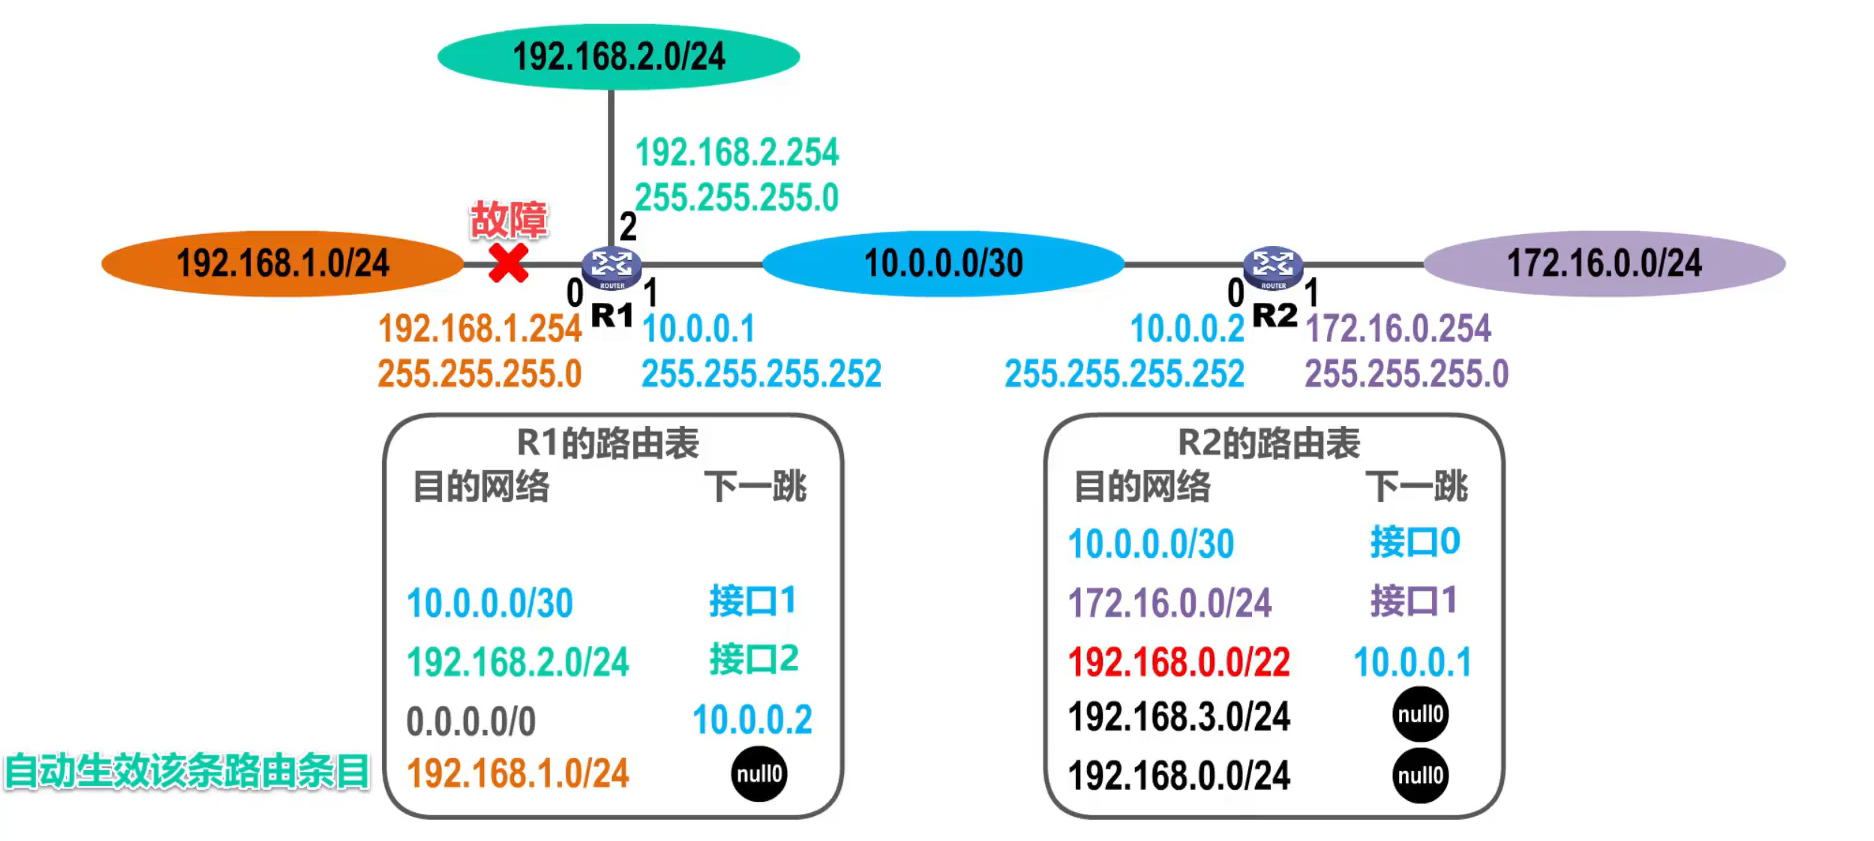 192.168.2.0/24
192.168.2.254
255.255.255.0
故障
2
192.168.1.0/24
10.0.0.0/30
172.16.0.0/24
ROUTER
ROUTER
0
R1
1
0
R2
1
192.168.1.254
255.255.255.0
10.0.0.1
255.255.255.252
10.0.0.2
255.255.255.252
172.16.0.254
255.255.255.0
R1的路由表
目的网络 下一跳
10.0.0.0/30 接口1
192.168.2.0/24 接口2
0.0.0.0/0 10.0.0.2
自动生效该条路由条目
192.168.1.0/24 null0
R2的路由表
目的网络 下一跳
10.0.0.0/30 接口0
172.16.0.0/24 接口1
192.168.0.0/22 10.0.0.1
192.168.3.0/24 null0
192.168.0.0/24 null0